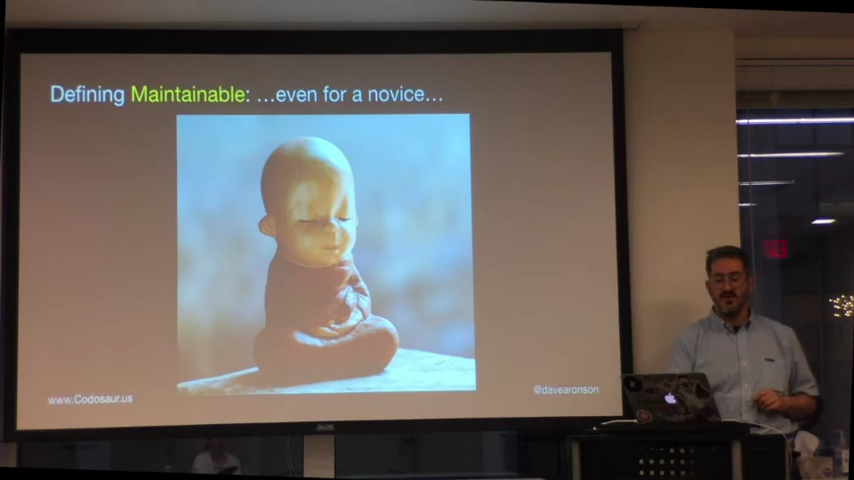 Defining Maintainable: …even for a novice…
www.Codosaur.us
@davearonson